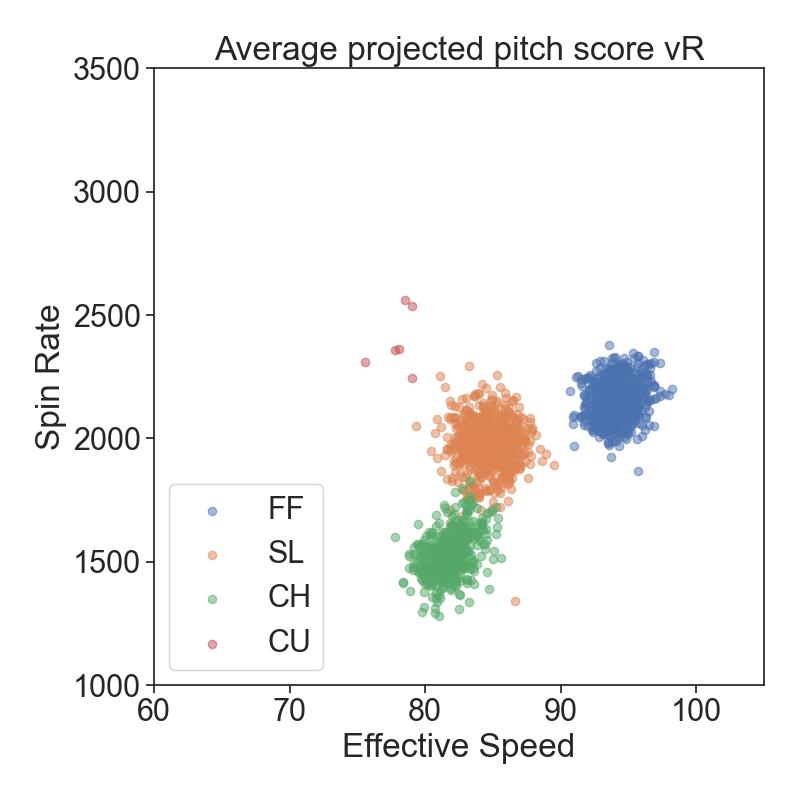 Average projected pitch score vR
3500
3000
2500
2000
1500
1000
Spin Rate
FF
SL
CH
CU
60 70 80 90 100
Effective Speed